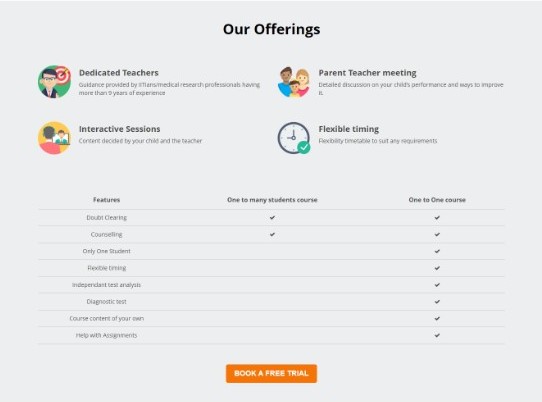 Our Offerings
Dedicated Teachers
Guidance provided by IITians/medical research professionals having
more than 9 years of experience
Parent Teacher meeting
Detailed discussion on your child's performance and ways to improve
it.
Interactive Sessions
Content decided by your child and the teacher
Flexible timing
Flexibility timetable to suit any requirements
Features One to many students course One to One course
Doubt Clearing ✔ ✔
Counselling ✔ ✔
Only One Student ✔
Flexible timing ✔
Independant test analysis ✔
Diagnostic test ✔
Course content of your own ✔
Help with Assignments ✔
BOOK A FREE TRIAL